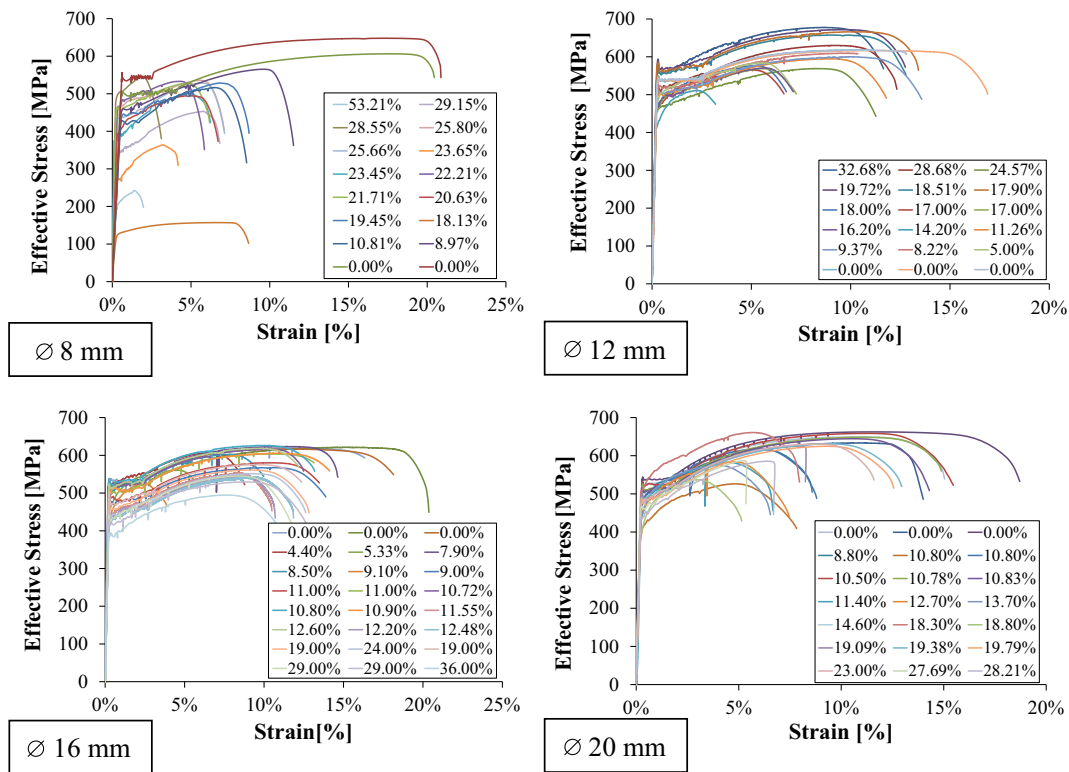 Effective Stress [MPa]
700
600
500
400
300
200
100
0
53.21% 29.15%
28.55% 25.80%
25.66% 23.65%
23.45% 22.21%
21.71% 20.63%
19.45% 18.13%
10.81% 8.97%
0.00% 0.00%
0% 5% 10% 15% 20% 25%
Strain [%]
∅ 8 mm
Effective Stress [MPa]
700
600
500
400
300
200
100
0
32.68% 28.68% 24.57%
19.72% 18.51% 17.90%
18.00% 17.00% 17.00%
16.20% 14.20% 11.26%
9.37% 8.22% 5.00%
0.00% 0.00% 0.00%
0% 5% 10% 15% 20%
Strain [%]
∅ 12 mm
Effective Stress [MPa]
700
600
500
400
300
200
100
0
0.00% 0.00% 0.00%
4.40% 5.33% 7.90%
8.50% 9.10% 9.00%
11.00% 11.00% 10.72%
10.80% 10.90% 11.55%
12.60% 12.20% 12.48%
19.00% 24.00% 19.00%
29.00% 29.00% 36.00%
0% 5% 10% 15% 20% 25%
Strain[%]
∅ 16 mm
Effective Stress [MPa]
700
600
500
400
300
200
100
0
0.00% 0.00% 0.00%
8.80% 10.80% 10.80%
10.50% 10.78% 10.83%
11.40% 12.70% 13.70%
14.60% 18.30% 18.80%
19.09% 19.38% 19.79%
23.00% 27.69% 28.21%
0% 5% 10% 15% 20%
Strain [%]
∅ 20 mm